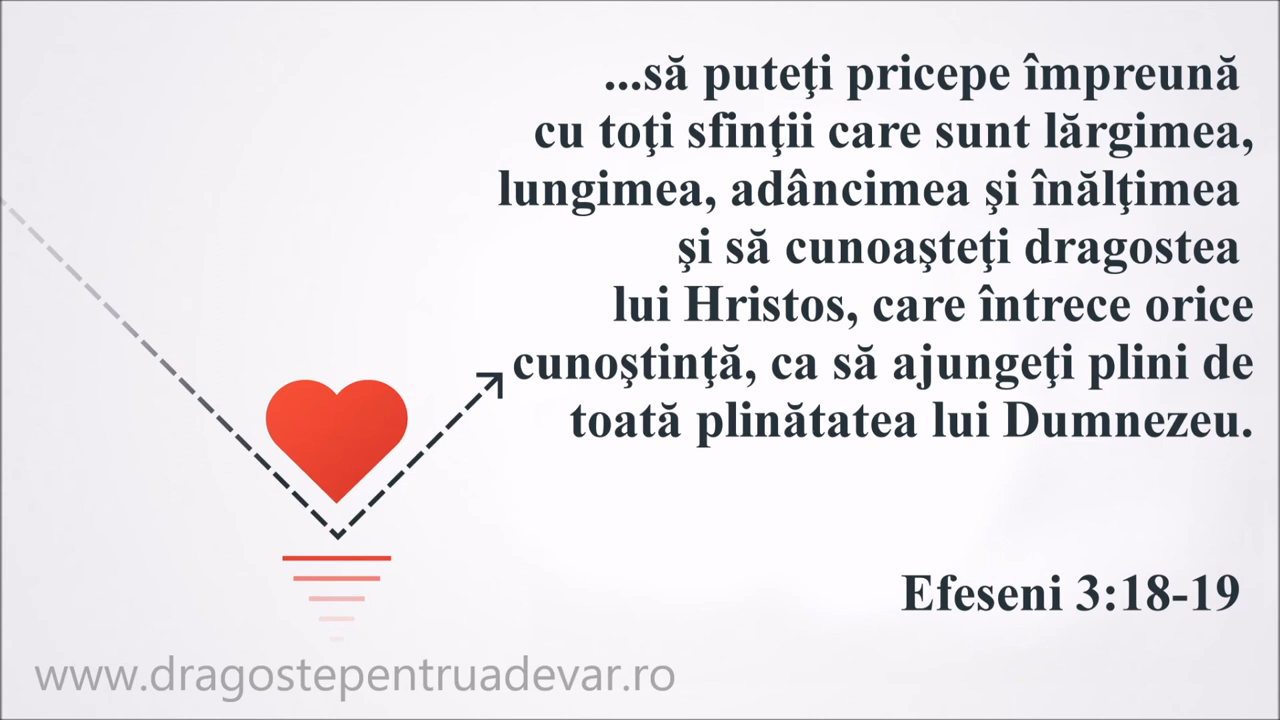 ...să puteţi pricepe împreună
cu toţi sfinţii care sunt lărgimea,
lungimea, adâncimea şi înălţimea
şi să cunoaşteţi dragostea
lui Hristos, care întrece orice
cunoştinţă, ca să ajungeţi plini de
toată plinătatea lui Dumnezeu.
Efeseni 3:18-19
www.dragostepentruadevar.ro